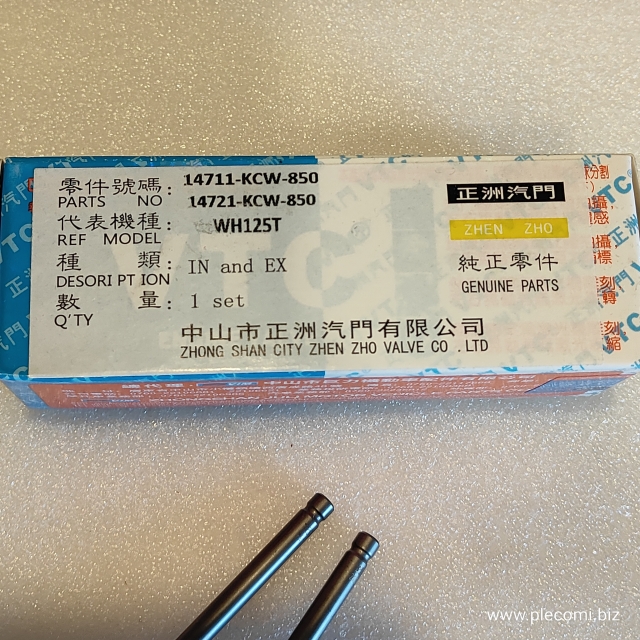 零件號碼: 14711-KCW-850
PARTS NO 14721-KCW-850
代表機種: WH125T
REF MODEL
種 類: IN and EX
DESORI PT ION
數 量: 1 set
Q'TY
正洲汽門
ZHEN ZHO
純正零件
GENUINE PARTS
中山市正洲汽門有限公司
ZHONG SHAN CITY ZHEN ZHO VALVE CO .LTD
VTC
www.plecomi.biz